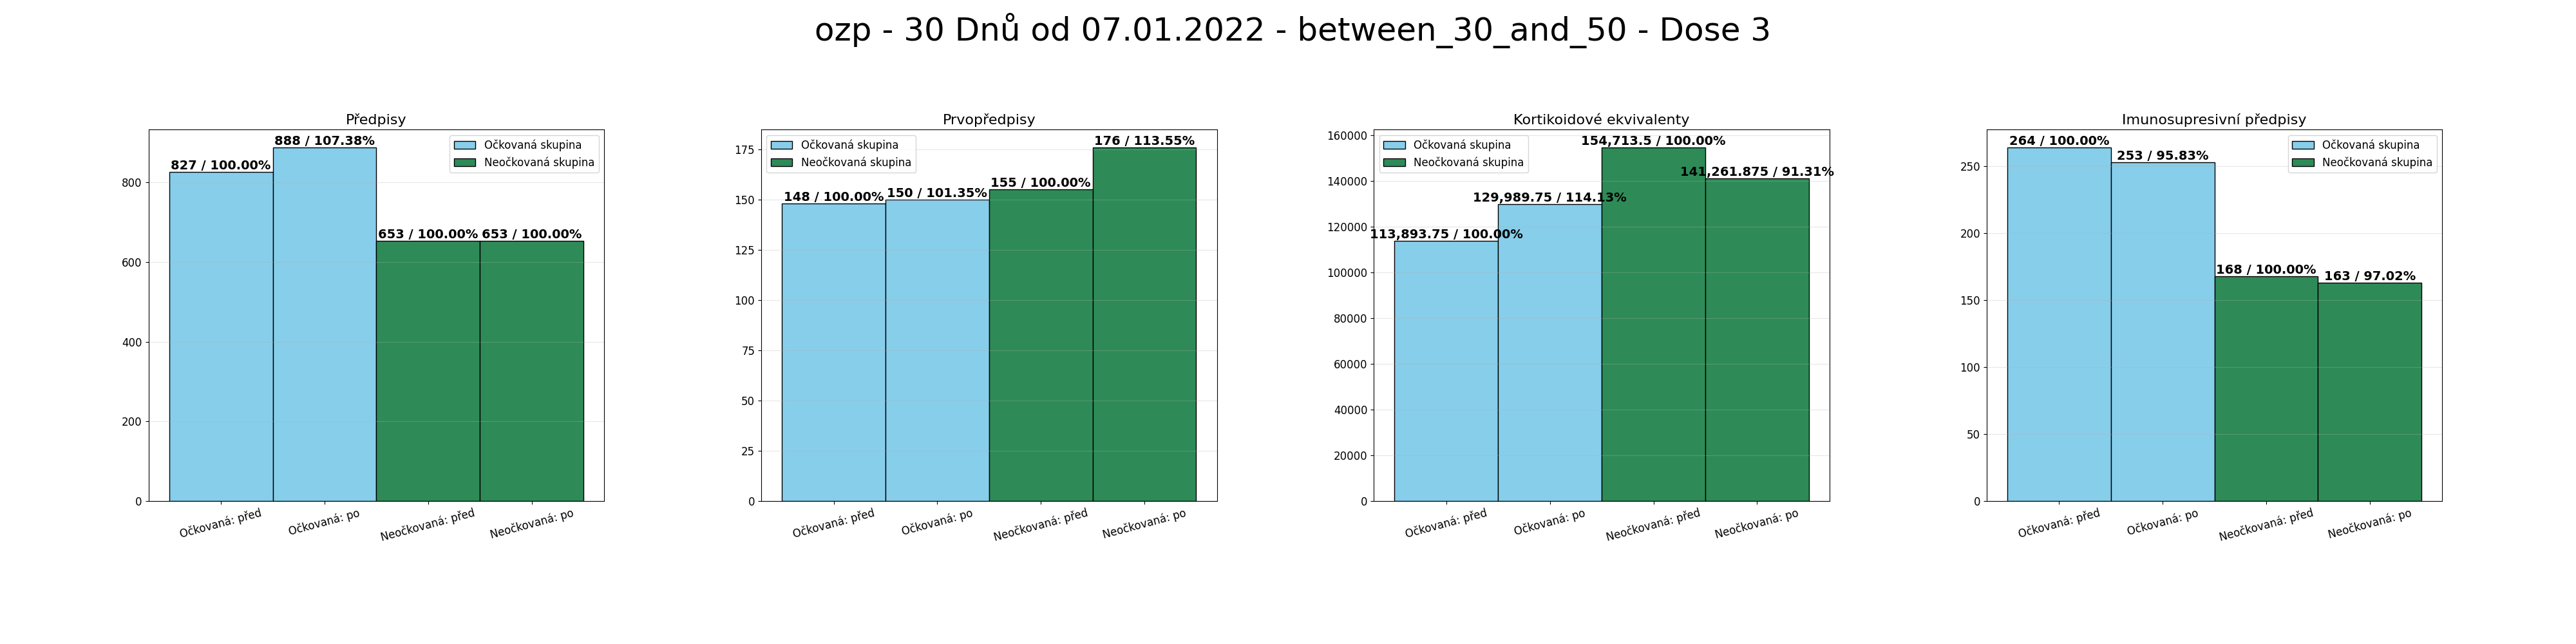 ozp - 30 Dnů od 07.01.2022 - between_30_and_50 - Dose 3
Předpisy
888 / 107.38%
827 / 100.00%
653 / 100.00%
653 / 100.00%
Očkovaná skupina
Neočkovaná skupina
800
600
400
200
0
Očkovaná: před
Očkovaná: po
Neočkovaná: před
Neočkovaná: po
Prvopředpisy
Očkovaná skupina
Neočkovaná skupina
148 / 100.00%
150 / 101.35%
155 / 100.00%
176 / 113.55%
175
150
125
100
75
50
25
0
Očkovaná: před
Očkovaná: po
Neočkovaná: před
Neočkovaná: po
Kortikoidové ekvivalenty
Očkovaná skupina
Neočkovaná skupina
113,893.75 / 100.00%
129,989.75 / 114.13%
154,713.5 / 100.00%
141,261.875 / 91.31%
160000
140000
120000
100000
80000
60000
40000
20000
0
Očkovaná: před
Očkovaná: po
Neočkovaná: před
Neočkovaná: po
Imunosupresivní předpisy
264 / 100.00%
253 / 95.83%
168 / 100.00%
163 / 97.02%
Očkovaná skupina
Neočkovaná skupina
250
200
150
100
50
0
Očkovaná: před
Očkovaná: po
Neočkovaná: před
Neočkovaná: po